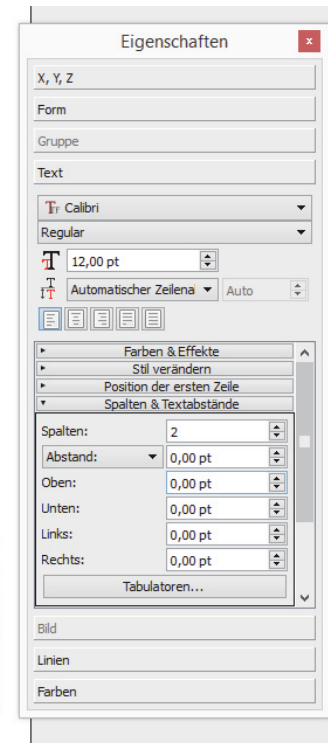 Eigenschaften x
X, Y, Z
Form
Gruppe
Text
Calibri
Regular
12,00 pt
Automatischer Zeilenal Auto
Farben & Effekte
Stil verändern
Position der ersten Zeile
Spalten & Textabstände
Spalten: 2
Abstand: 0,00 pt
Oben: 0,00 pt
Unten: 0,00 pt
Links: 0,00 pt
Rechts: 0,00 pt
Tabulatoren...
Bild
Linien
Farben